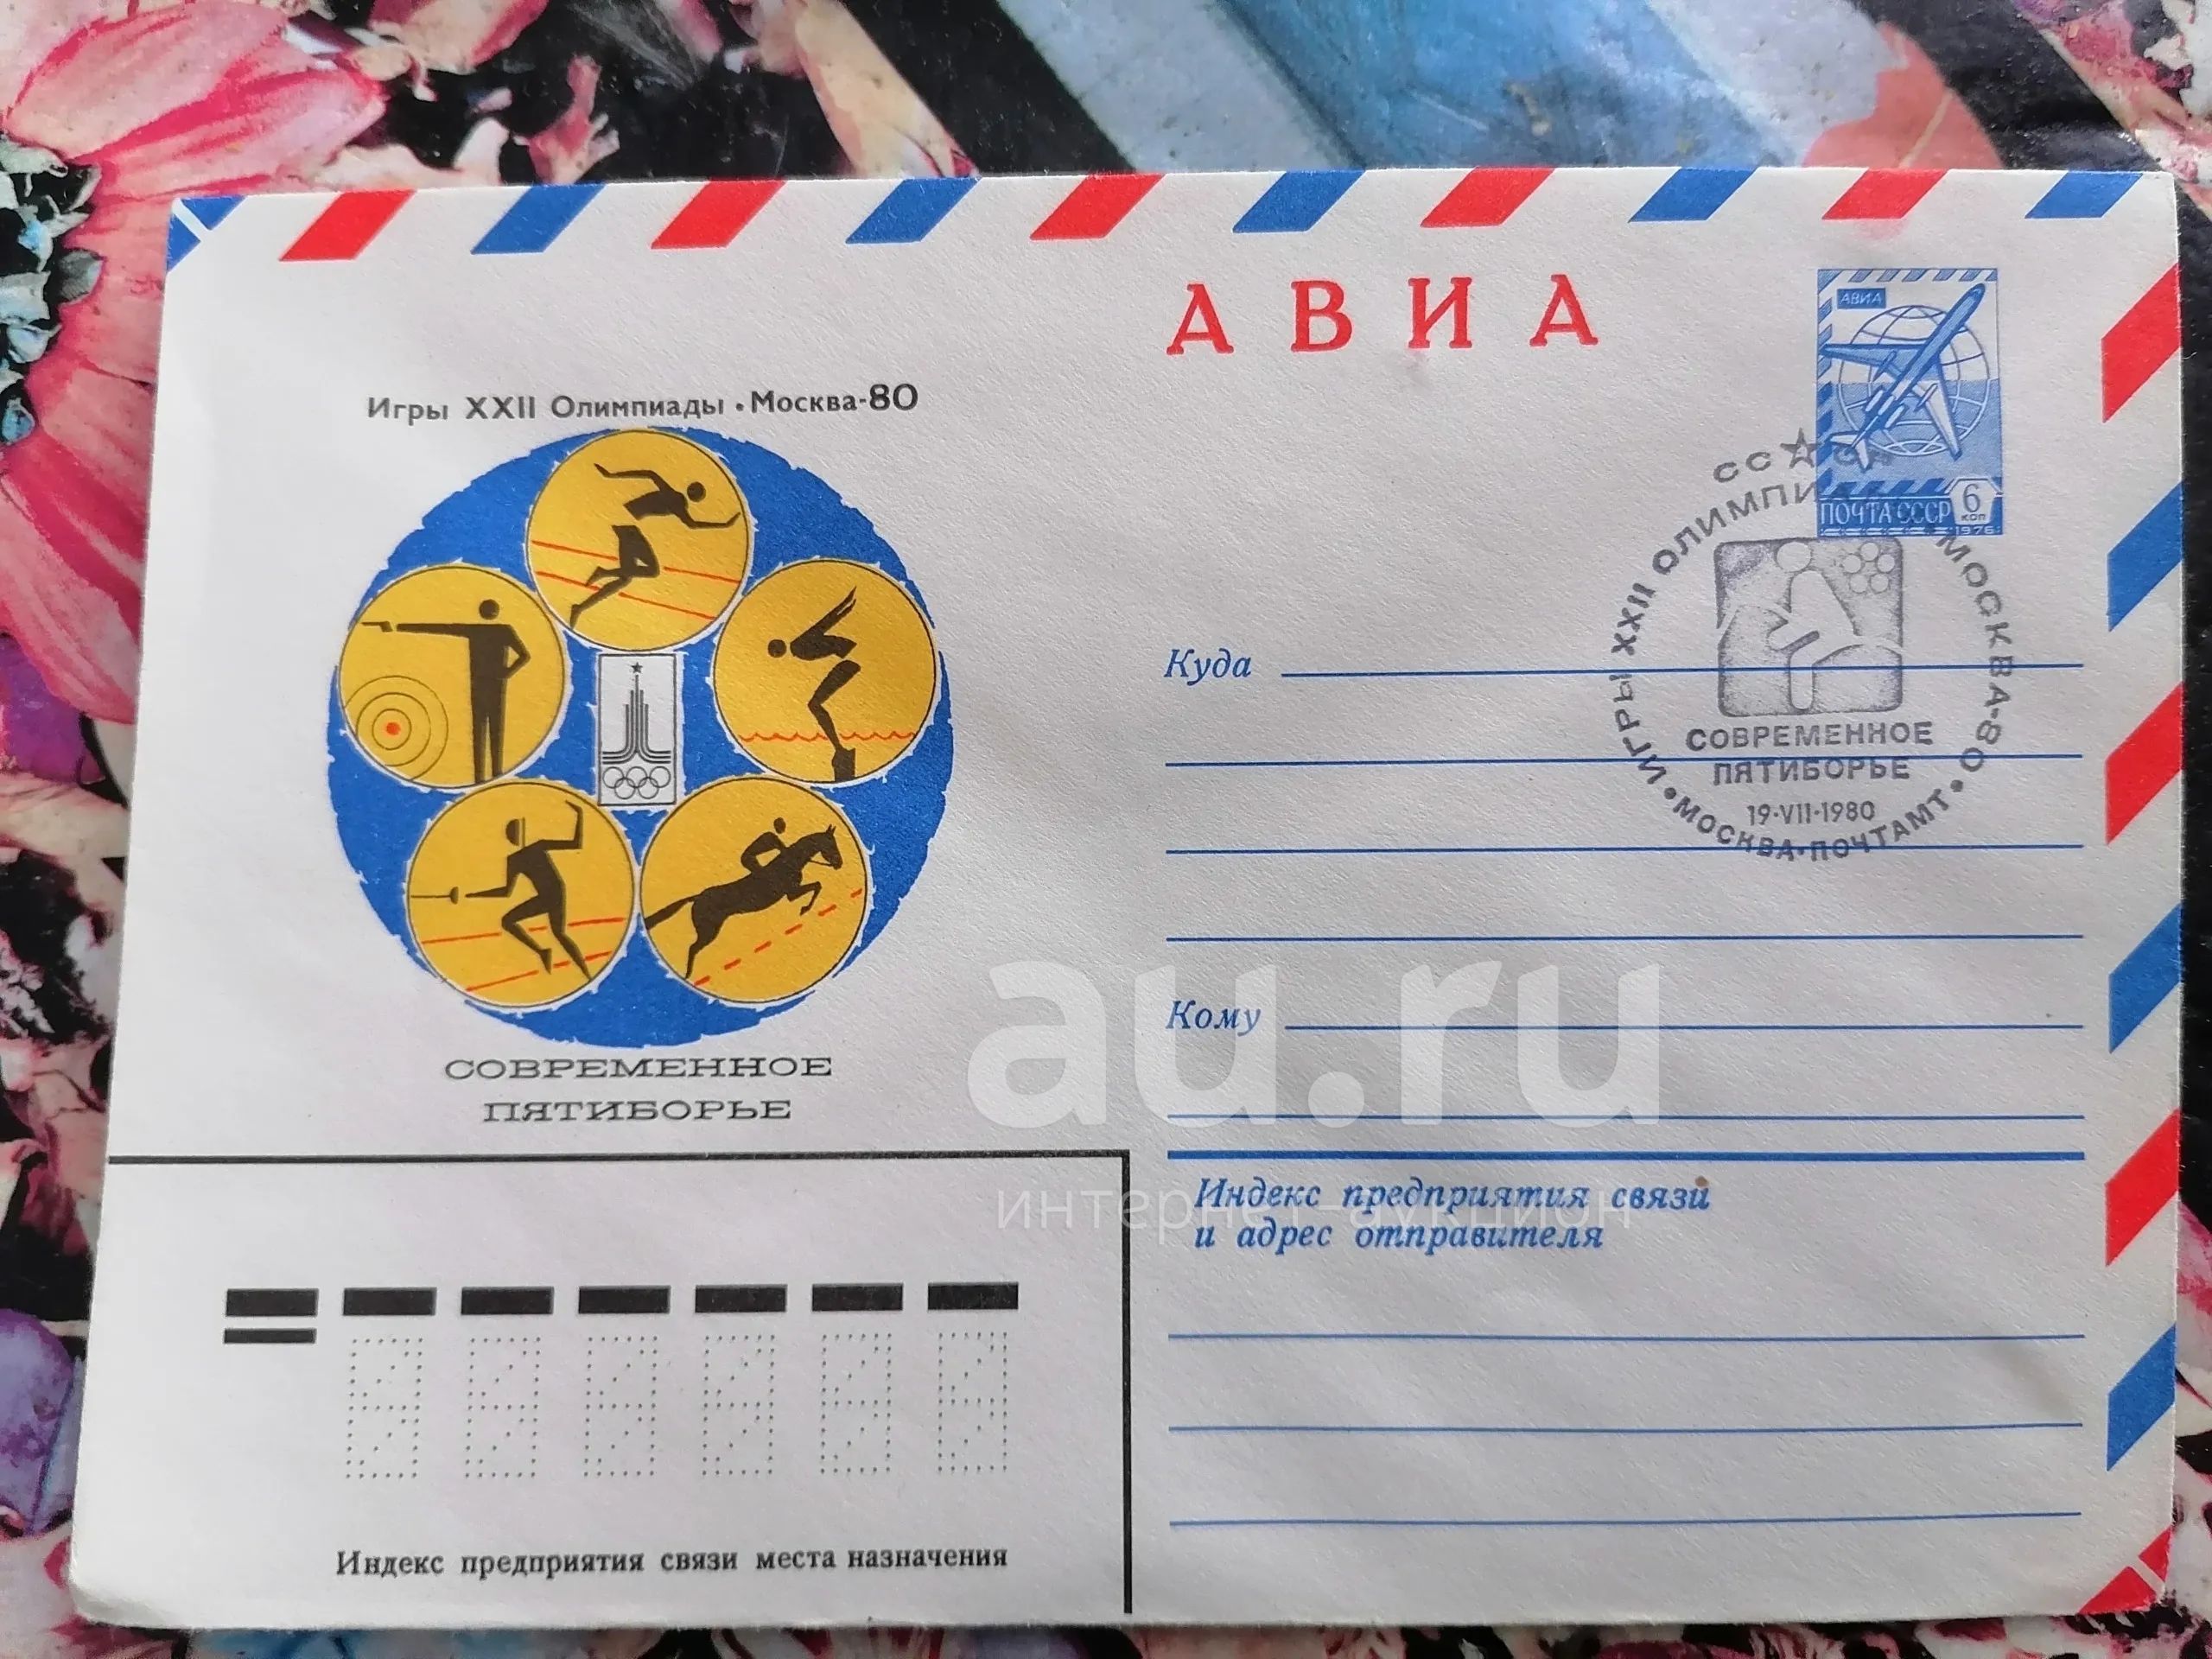 АВИА
АВИА
6
коп
ПОЧТА СССР
1976
Игры XXII Олимпиады • Москва-80
СОВРЕМЕННОЕ
ПЯТИБОРЬЕ
ИГРЫ XXII МОСКВА-80
СОВРЕМЕННОЕ
ПЯТИБОРЬЕ
19·VII·1980
•МОСКВА·ПОЧТАМТ•
Куда
Кому
au.ru
интернет-аукцион
Индекс предприятия связи
и адрес отправителя
Индекс предприятия связи места назначения